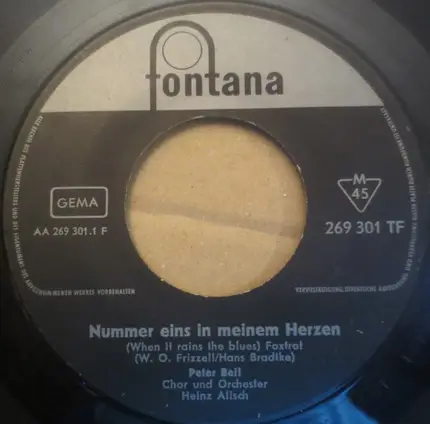 fontana
GEMA
M
45
AA 269 301.1 F
269 301 TF
Nummer eins in meinem Herzen
(When it rains the blues) Foxtrot
(W. O. Frizzell/Hans Bradtke)
Peter Beil
Chor und Orchester
Heinz Alisch